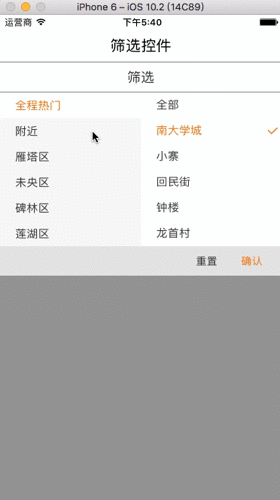 iPhone 6 – iOS 10.2 (14C89)
运营商 下午5:40
筛选控件
筛选
全程热门 全部
附近 南大学城
雁塔区 小寨
未央区 回民街
碑林区 钟楼
莲湖区 龙首村
重置 确认